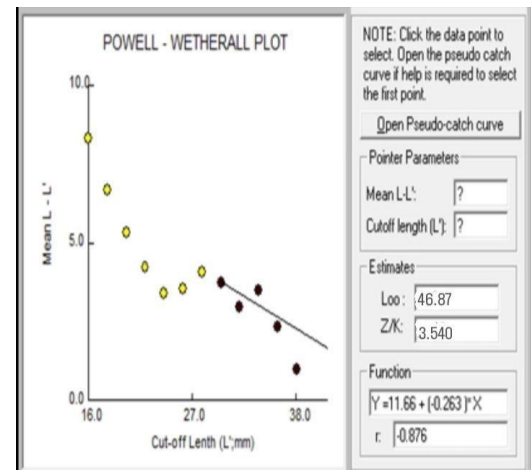 POWELL - WETHERALL PLOT
10.0
5.0
0.0
Mean L - L'
16.0 27.0 38.0
Cut-off Lenth (L';mm)
NOTE: Click the data point to
select. Open the pseudo catch
curve if help is required to select
the first point.
Open Pseudo-catch curve
Pointer Parameters
Mean L-L': ?
Cutoff length (L'): ?
Estimates
Loo : 46.87
Z/K: 3.540
Function
Y =11.66 + (-0.263 )* X
r: -0.876